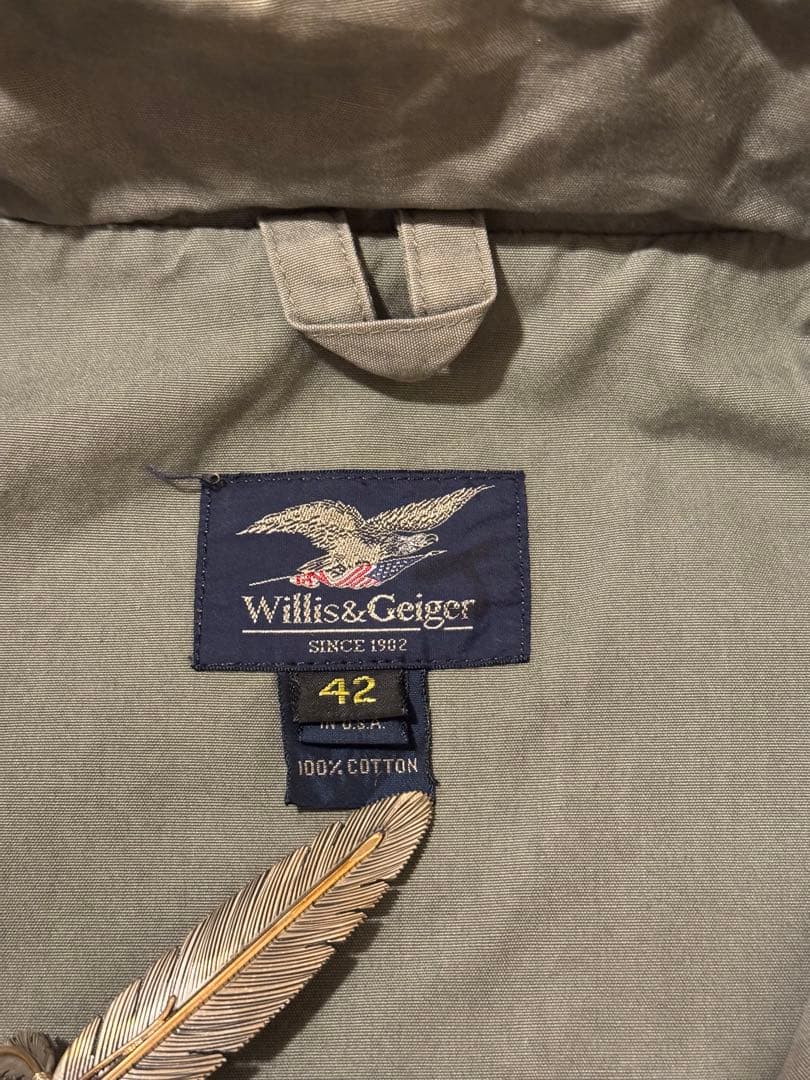 Willis&Geiger
SINCE 1902
42
IN U.S.A.
100% COTTON